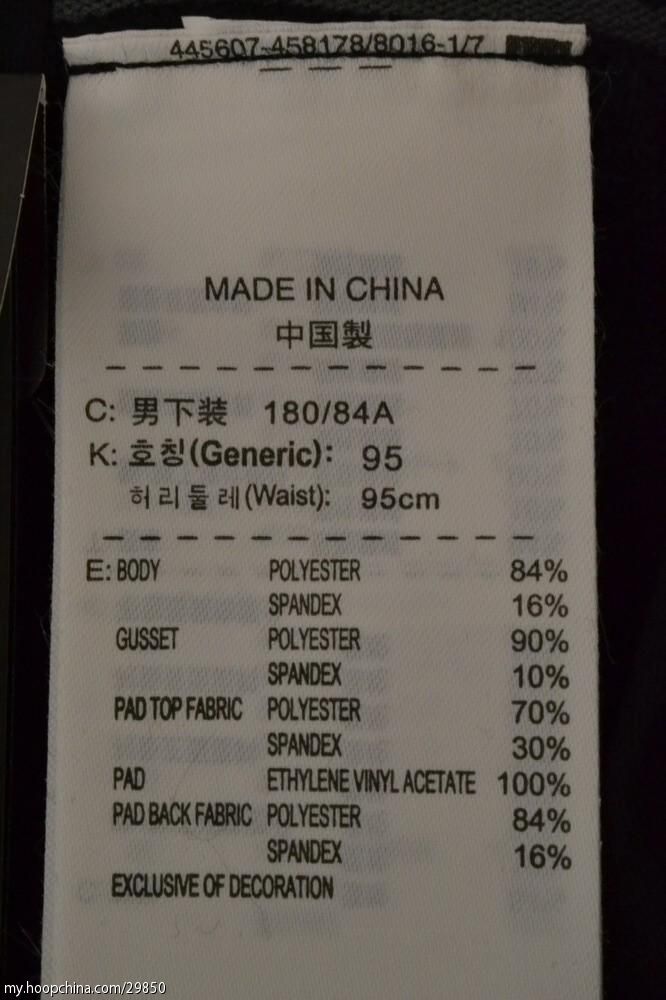 445607-458178/8016-1/7
MADE IN CHINA
中国製
C: 男下装 180/84A
K: 호칭(Generic): 95
허리둘레(Waist): 95cm
E: BODY POLYESTER 84%
SPANDEX 16%
GUSSET POLYESTER 90%
SPANDEX 10%
PAD TOP FABRIC POLYESTER 70%
SPANDEX 30%
PAD ETHYLENE VINYL ACETATE 100%
PAD BACK FABRIC POLYESTER 84%
SPANDEX 16%
EXCLUSIVE OF DECORATION
my.hoopchina.com/29850